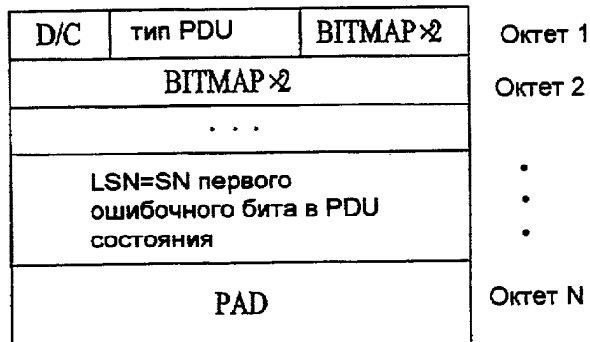 D/C тип PDU BITMAP×2 Октет 1
BITMAP×2 Октет 2
. . .
LSN=SN первого
ошибочного бита в PDU
состояния
PAD Октет N